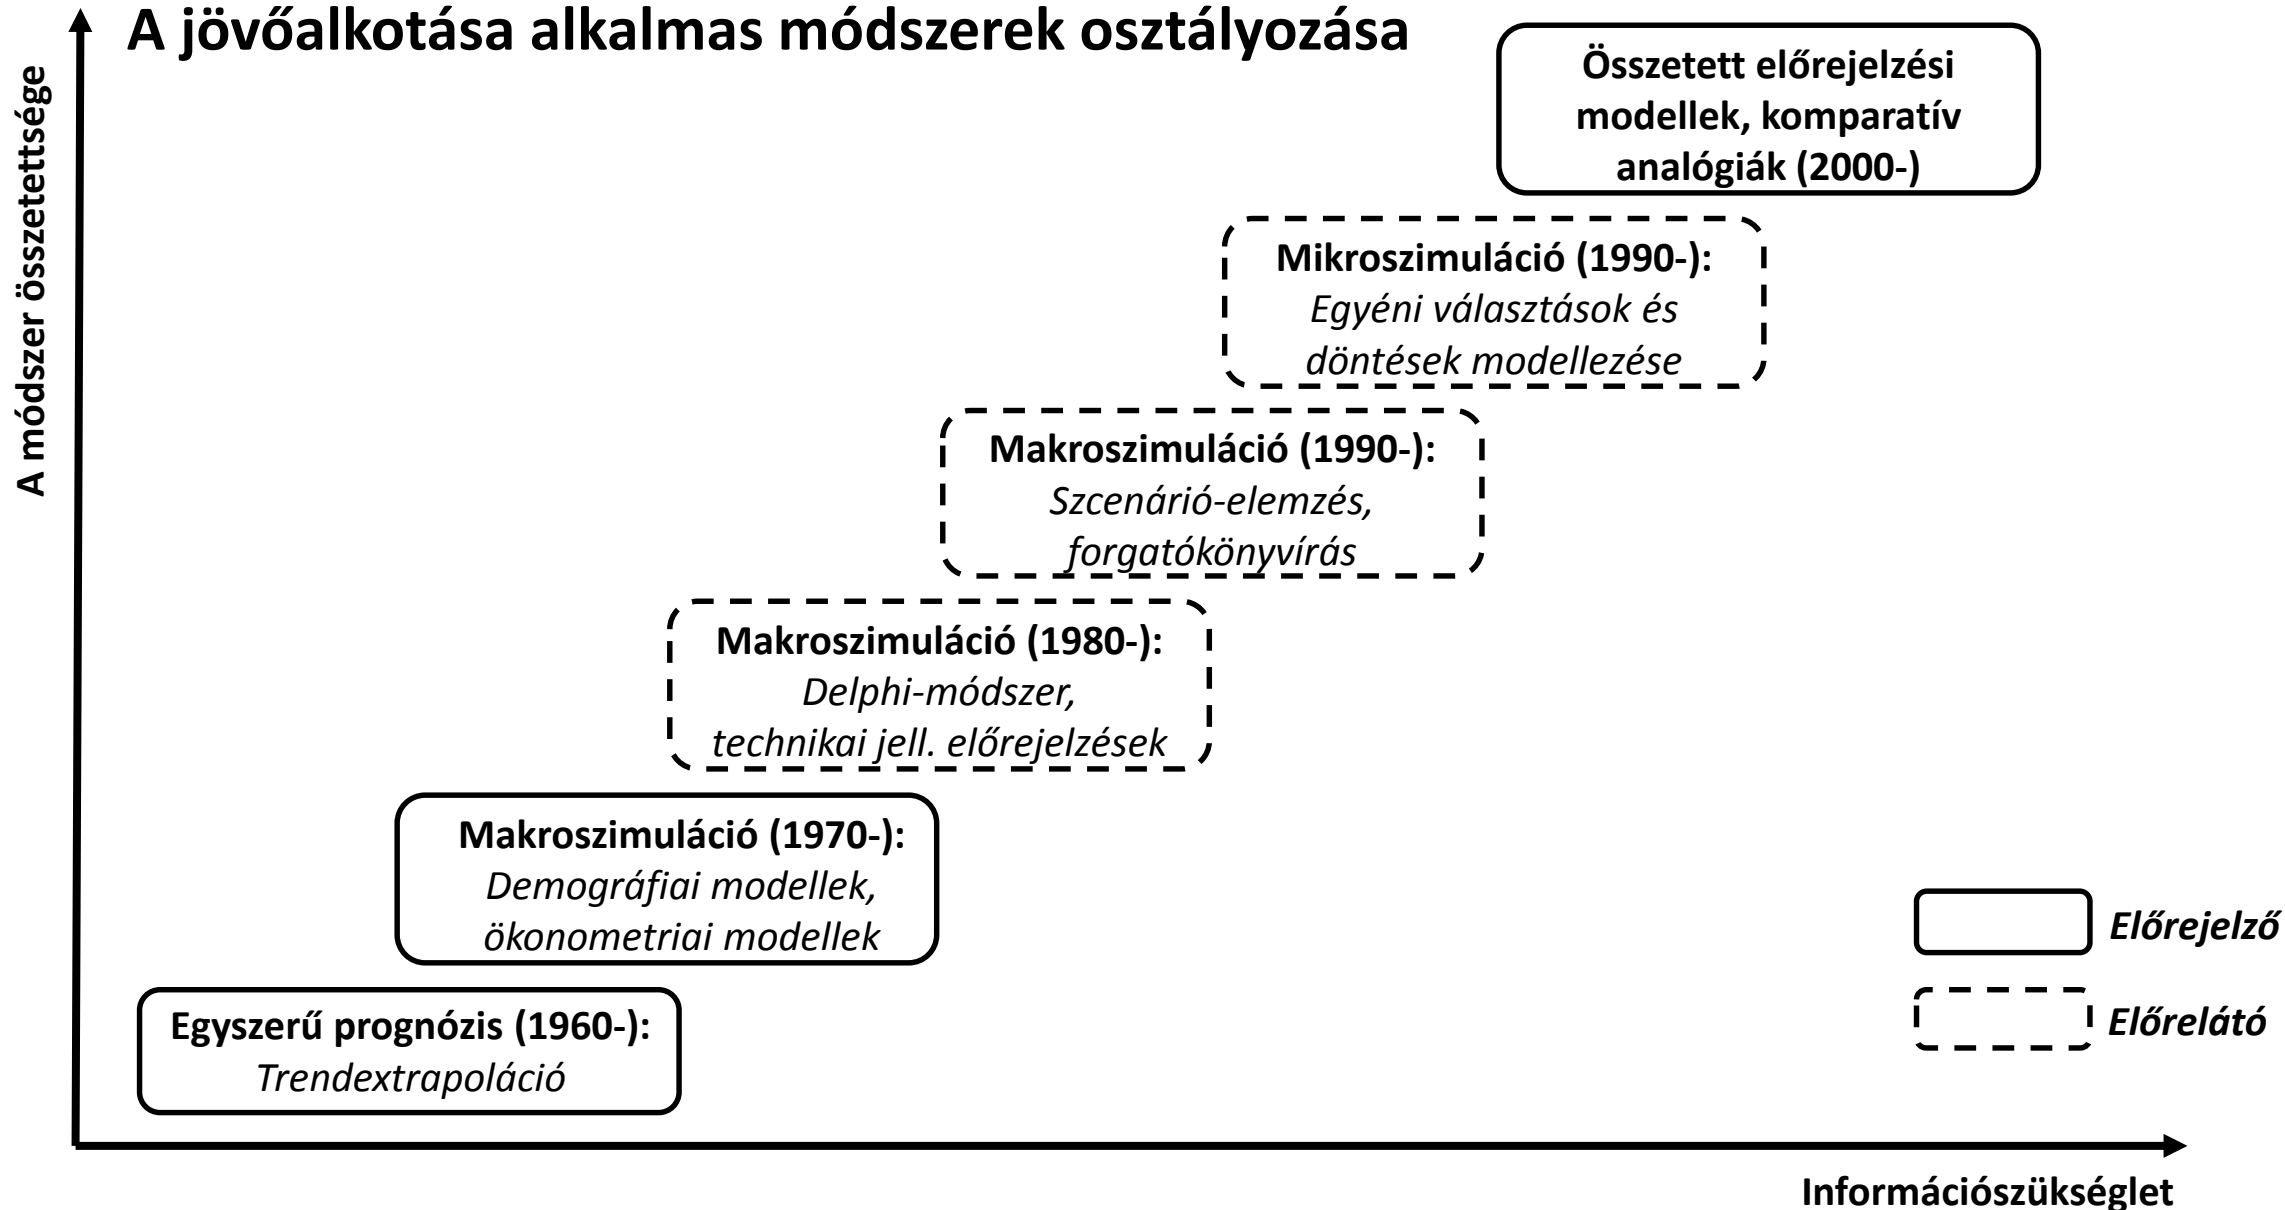 A jövőalkotása alkalmas módszerek osztályozása
A módszer összetettsége
Összetett előrejelzési
modellek, komparatív
analógiák (2000-)
Mikroszimuláció (1990-):
Egyéni választások és
döntések modellezése
Makroszimuláció (1990-):
Szcenárió-elemzés,
forgatókönyvírás
Makroszimuláció (1980-):
Delphi-módszer,
technikai jell. előrejelzések
Makroszimuláció (1970-):
Demográfiai modellek,
ökonometriai modellek
Egyszerű prognózis (1960-):
Trendextrapoláció
Előrejelző
Előrelátó
Információszükséglet